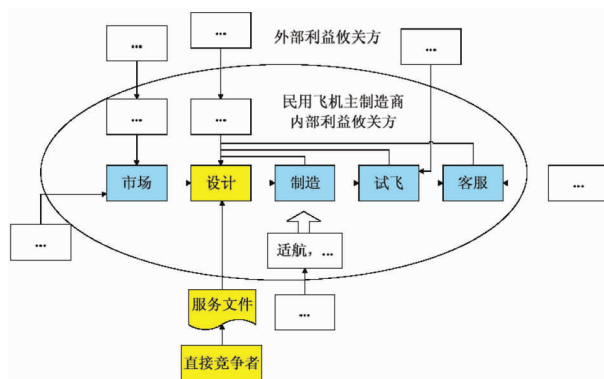 ...
...
外部利益攸关方
...
...
...
民用飞机主制造商
内部利益攸关方
市场
设计
制造
试飞
客服
...
...
适航，...
服务文件
...
直接竞争者